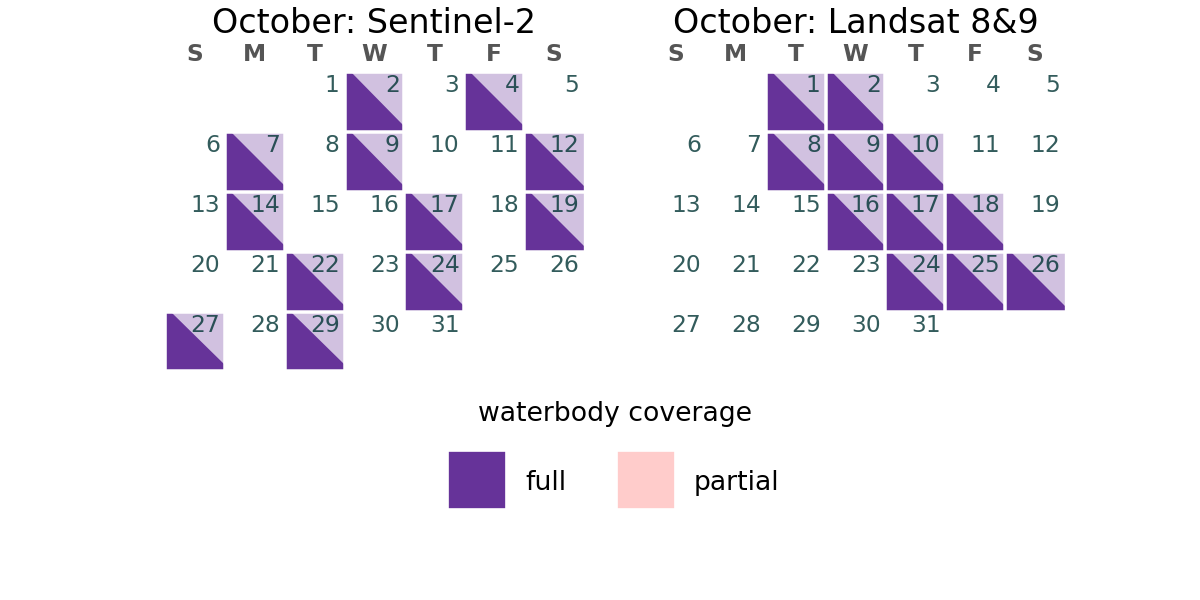 October: Sentinel-2
S M T W T F S
1 2 3 4 5
6 7 8 9 10 11 12
13 14 15 16 17 18 19
20 21 22 23 24 25 26
27 28 29 30 31
October: Landsat 8&9
S M T W T F S
1 2 3 4 5
6 7 8 9 10 11 12
13 14 15 16 17 18 19
20 21 22 23 24 25 26
27 28 29 30 31
waterbody coverage
full partial